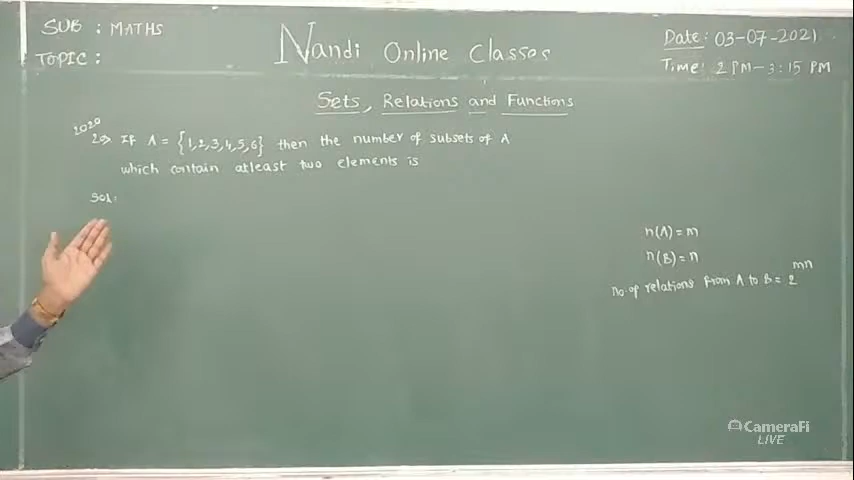 SUB : MATHS
TOPIC :
Nandi Online Classes
Date: 03-07-2021
Time: 2 PM-3:15 PM
Sets, Relations and Functions
2020
2⇒ If A = {1,2,3,4,5,6} then the number of subsets of A
which contain atleast two elements is
Sol:
n(A)=m
n(B)=n
no.of relations from A to B = 2^mn
CameraFi
LIVE